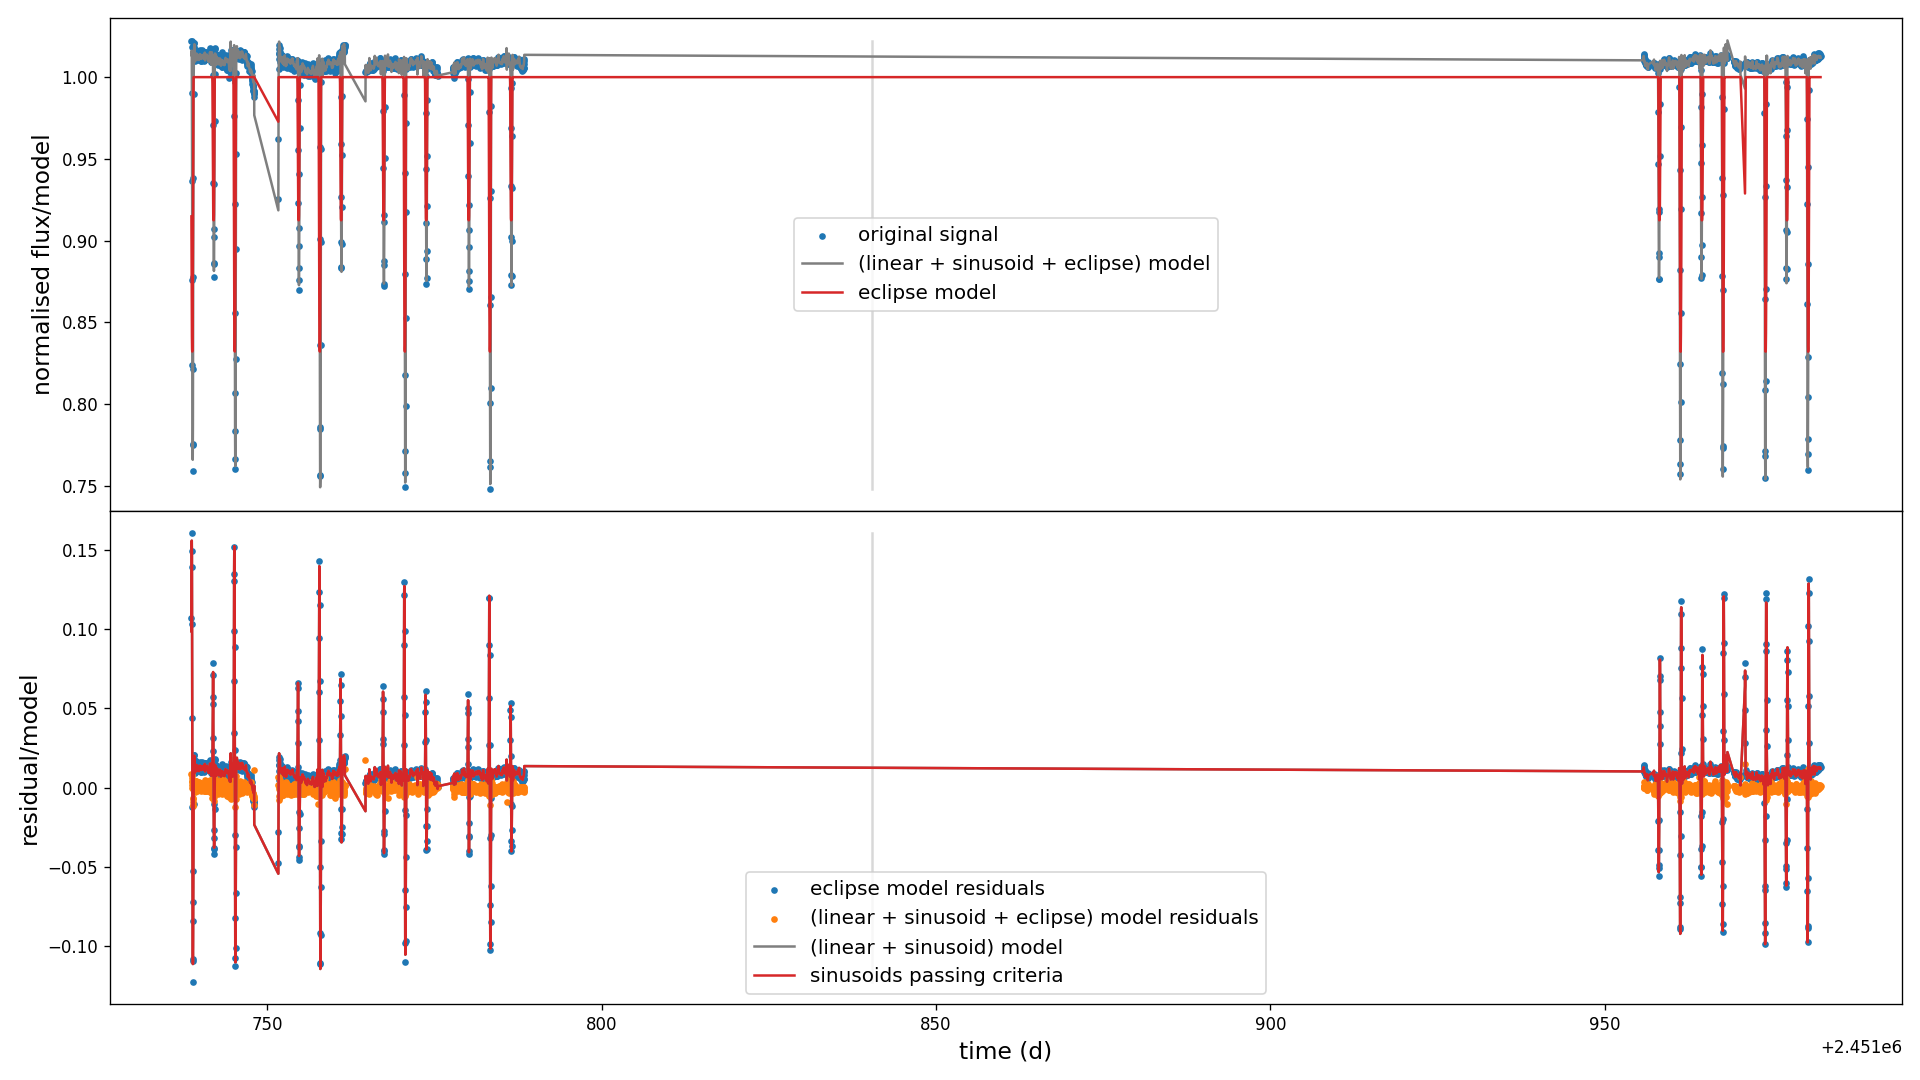 normalised flux/model
1.00
0.95
0.90
0.85
0.80
0.75
original signal
(linear + sinusoid + eclipse) model
eclipse model
residual/model
0.15
0.10
0.05
0.00
−0.05
−0.10
eclipse model residuals
(linear + sinusoid + eclipse) model residuals
(linear + sinusoid) model
sinusoids passing criteria
750
800
850
900
950
time (d)
+2.451e6